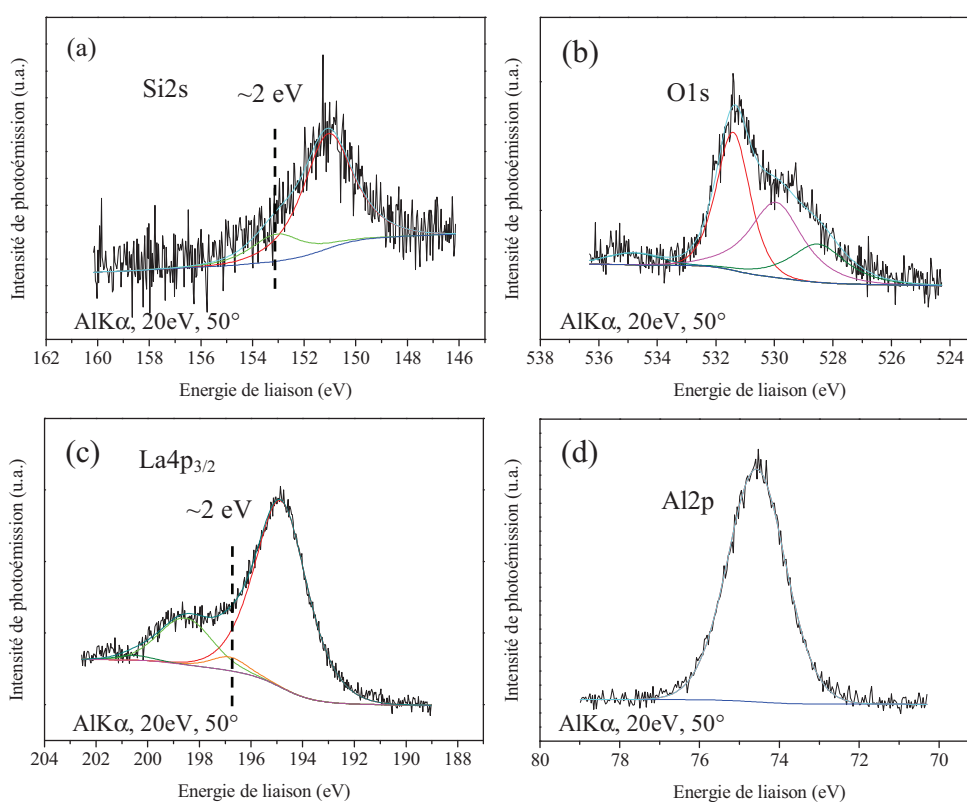 (a)
Si2s
~2 eV
AlKα, 20eV, 50°
Intensité de photoémission (u.a.)
162 160 158 156 154 152 150 148 146
Energie de liaison (eV)
(b)
O1s
AlKα, 20eV, 50°
Intensité de photoémission (u.a.)
538 536 534 532 530 528 526 524
Energie de liaison (eV)
(c)
La4p3/2
~2 eV
AlKα, 20eV, 50°
Intensité de photoémission (u.a.)
204 202 200 198 196 194 192 190 188
Energie de liaison (eV)
(d)
Al2p
AlKα, 20eV, 50°
Intensité de photoémission (u.a.)
80 78 76 74 72 70
Energie de liaison (eV)